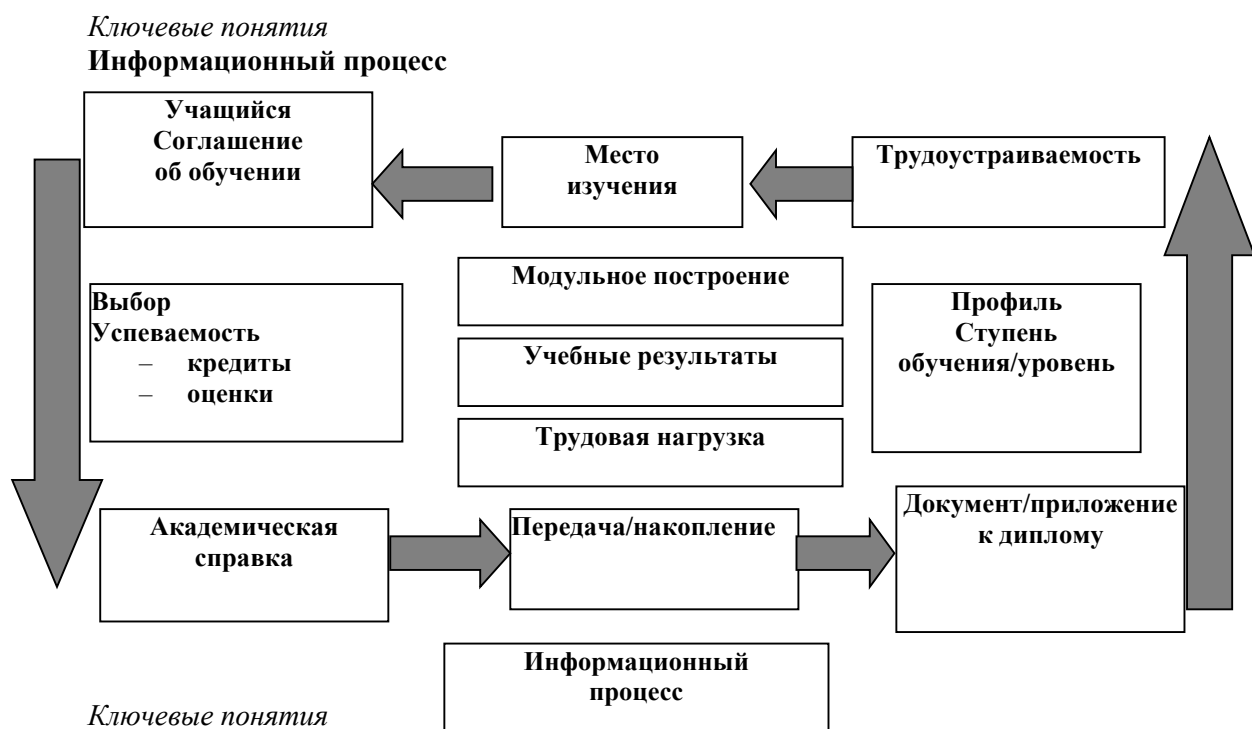 Ключевые понятия
Информационный процесс
Учащийся
Соглашение
об обучении
Место
изучения
Трудоустраиваемость
Модульное построение
Выбор
Успеваемость
– кредиты
– оценки
Учебные результаты
Профиль
Ступень
обучения/уровень
Трудовая нагрузка
Академическая
справка
Передача/накопление
Документ/приложение
к диплому
Информационный
процесс
Ключевые понятия